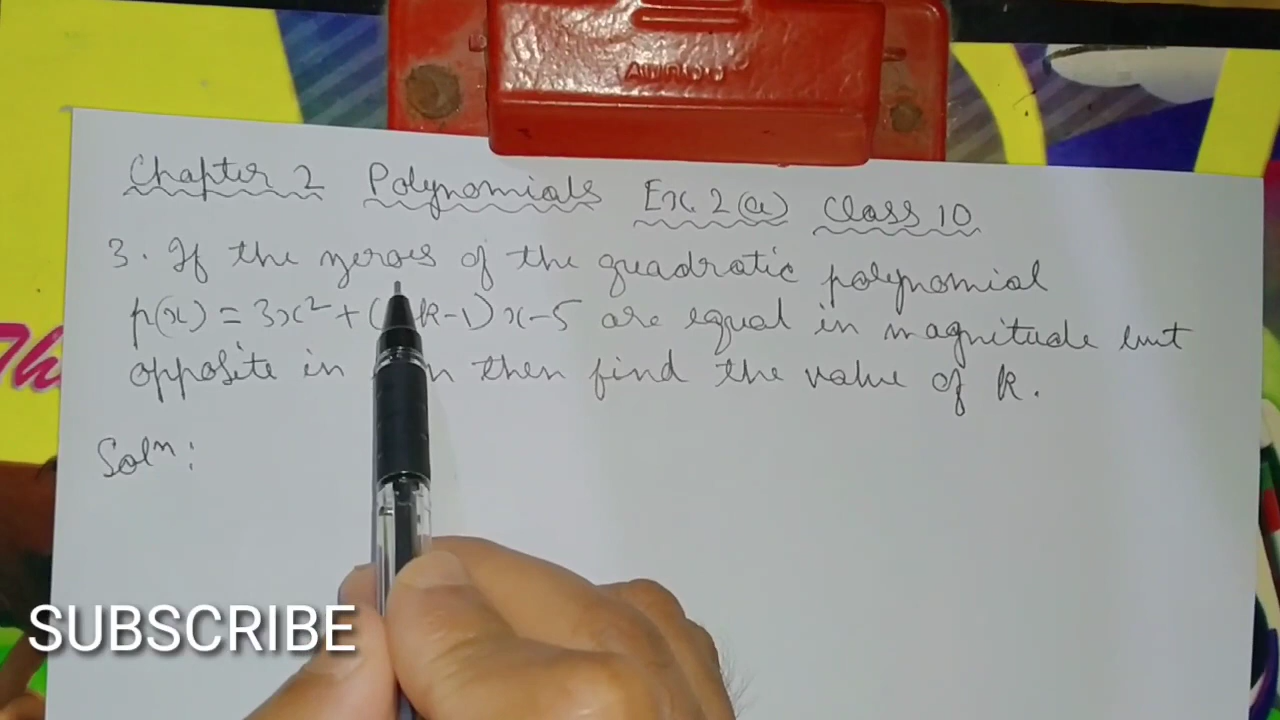 Chapter 2 Polynomials Ex. 2(a) Class 10
3. If the zeroes of the quadratic polynomial
p(x) = 3x² + ( k-1)x-5 are equal in magnitude but
opposite in then find the value of k.
Soln:
Th
SUBSCRIBE